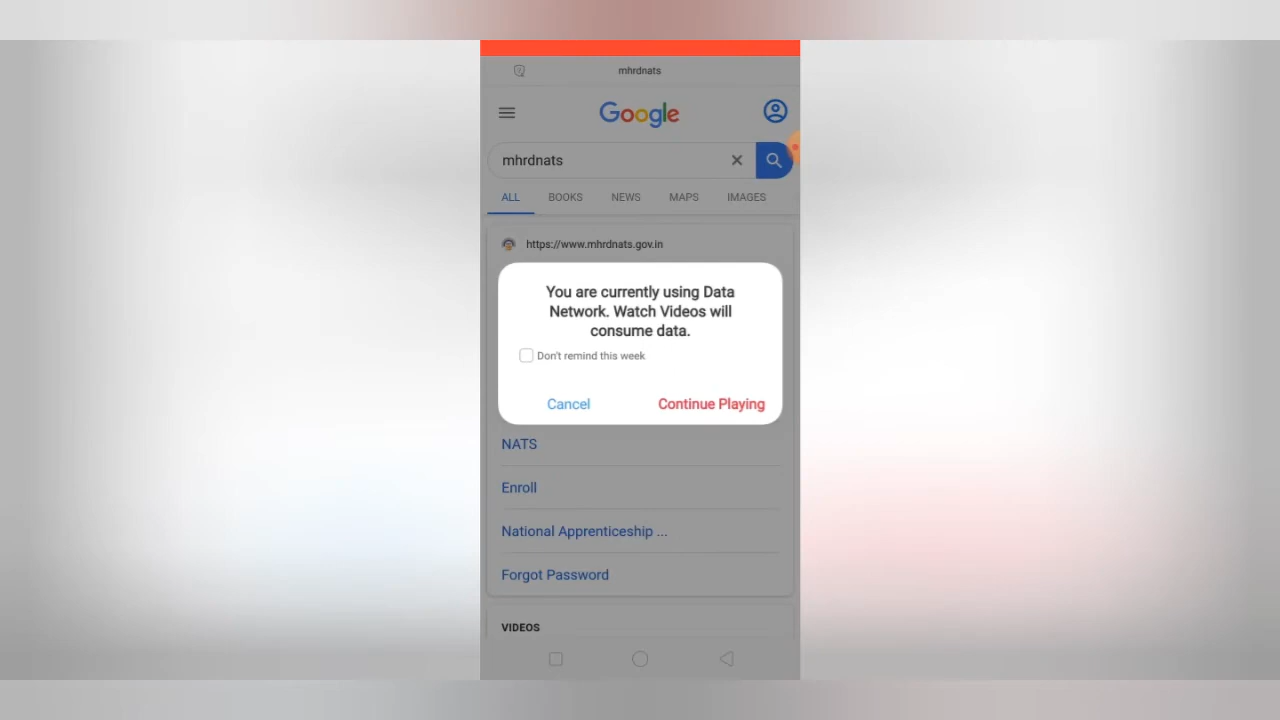 mhrdnats
Google
mhrdnats
ALL BOOKS NEWS MAPS IMAGES
https://www.mhrdnats.gov.in
You are currently using Data
Network. Watch Videos will
consume data.
Don't remind this week
Cancel Continue Playing
NATS
Enroll
National Apprenticeship ...
Forgot Password
VIDEOS